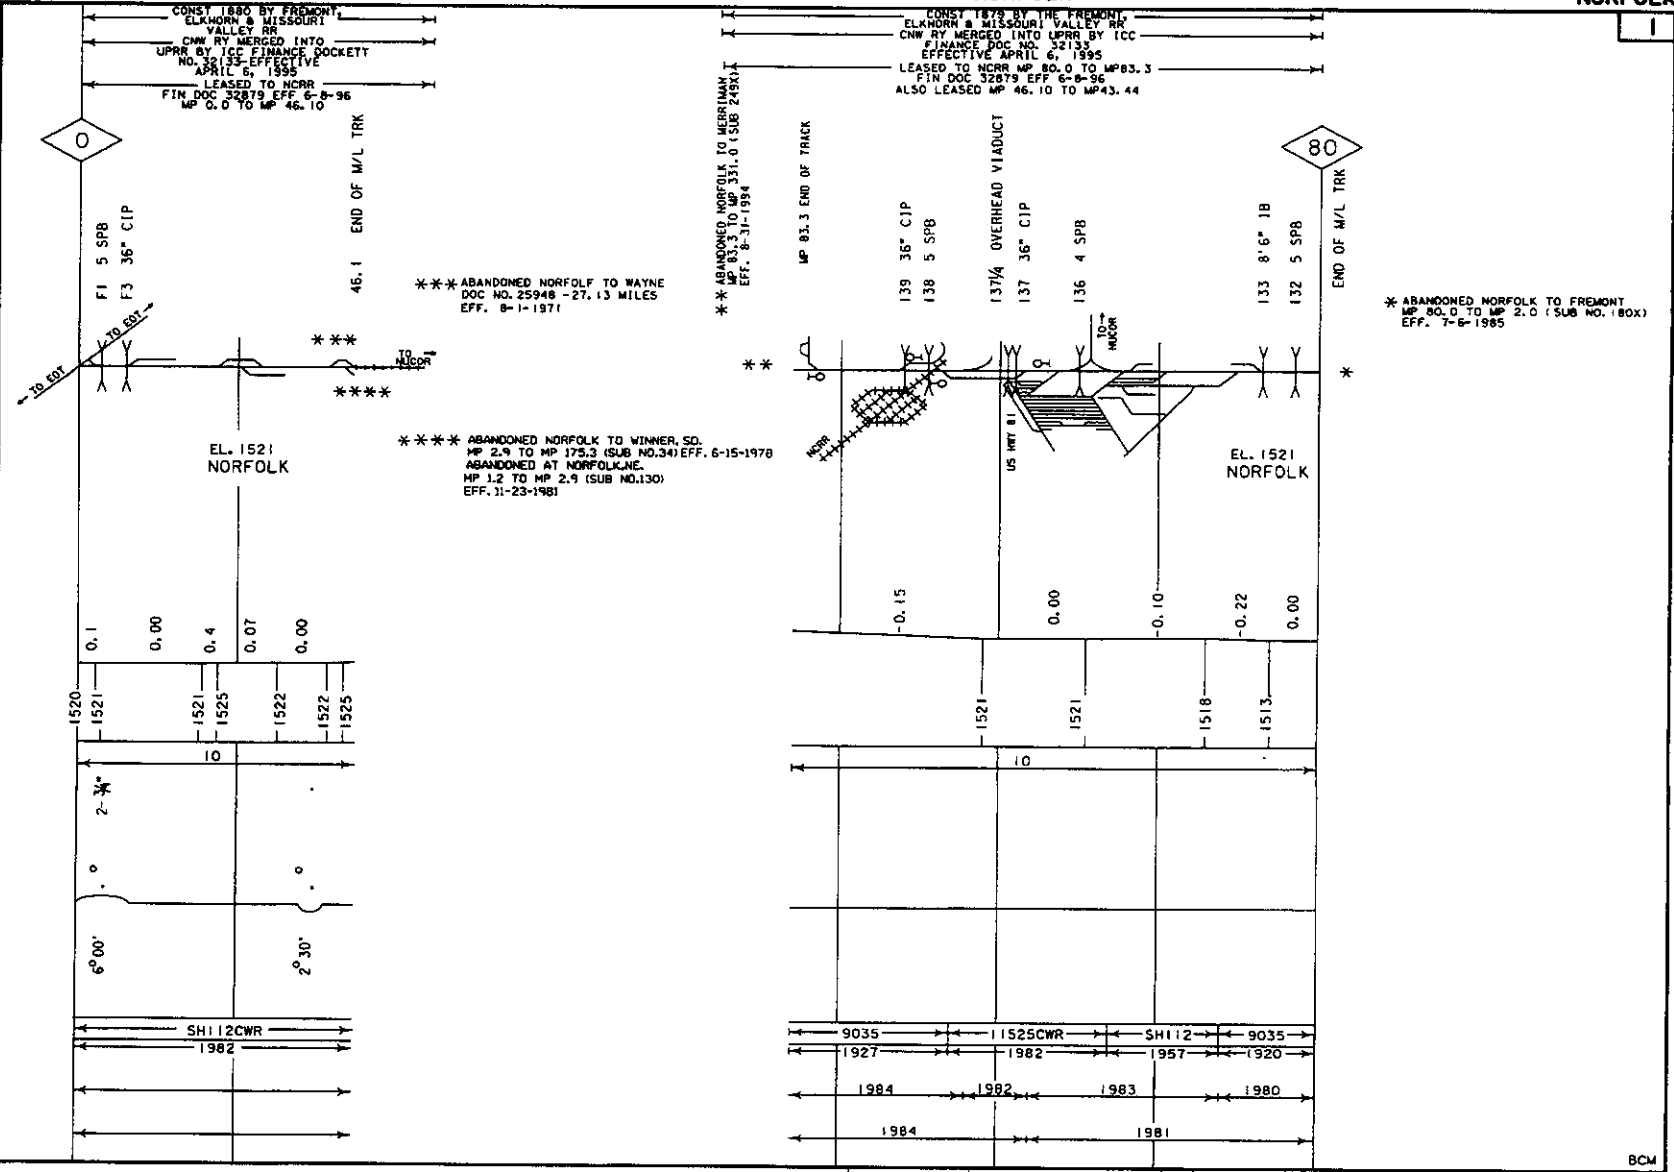 NORFOLK
1
CONST 1880 BY FREMONT,
ELKHORN & MISSOURI
VALLEY RR
CNW RY MERGED INTO
UPRR BY ICC FINANCE DOCKETT
NO. 32133-EFFECTIVE
APRIL 6, 1995
LEASED TO NCRR
FIN DOC 32879 EFF 6-8-96
MP 0.0 TO MP 46.10
CONST 1879 BY THE FREMONT,
ELKHORN & MISSOURI VALLEY RR
CNW RY MERGED INTO UPRR BY ICC
FINANCE DOC NO. 32133
EFFECTIVE APRIL 6, 1995
LEASED TO NCRR MP 80.0 TO MP83.3
FIN DOC 32879 EFF 6-8-96
ALSO LEASED MP 46.10 TO MP43.44
0
F1 5 SPB
F3 36" CIP
46.1 END OF M/L TRK
TO EOT
TO EOT
***
TO NUCOR
****
*** ABANDONED NORFOLF TO WAYNE
DOC NO. 25948 -27.13 MILES
EFF. 8-1-1971
**** ABANDONED NORFOLK TO WINNER, SD.
MP 2.9 TO MP 175.3 (SUB NO.34) EFF. 6-15-1978
ABANDONED AT NORFOLK,NE.
MP 1.2 TO MP 2.9 (SUB NO.130)
EFF. 11-23-1981
EL. 1521
NORFOLK
** ABANDONED NORFOLK TO MERRIMAN
MP 83.3 TO MP 331.0 (SUB 249X)
EFF. 8-31-1994
MP 83.3 END OF TRACK
139 36" CIP
138 5 SPB
137¼ OVERHEAD VIADUCT
137 36" CIP
136 4 SPB
133 8'6" IB
132 5 SPB
80
END OF M/L TRK
**
TO NUCOR
NCRR
US HWY 81
*
* ABANDONED NORFOLK TO FREMONT
MP 80.0 TO MP 2.0 (SUB NO. 180X)
EFF. 7-6-1985
EL. 1521
NORFOLK
0.1 0.00 0.4 0.07 0.00
-0.15 0.00 -0.10 -0.22 0.00
1520 1521 1521 1525 1522 1522 1525
1521 1521 1518 1513
10
10
6°00'
2°30'
SH112CWR
1982
9035 11525CWR SH112 9035
1927 1982 1957 1920
1984 1982 1983 1980
1984 1981
BCM